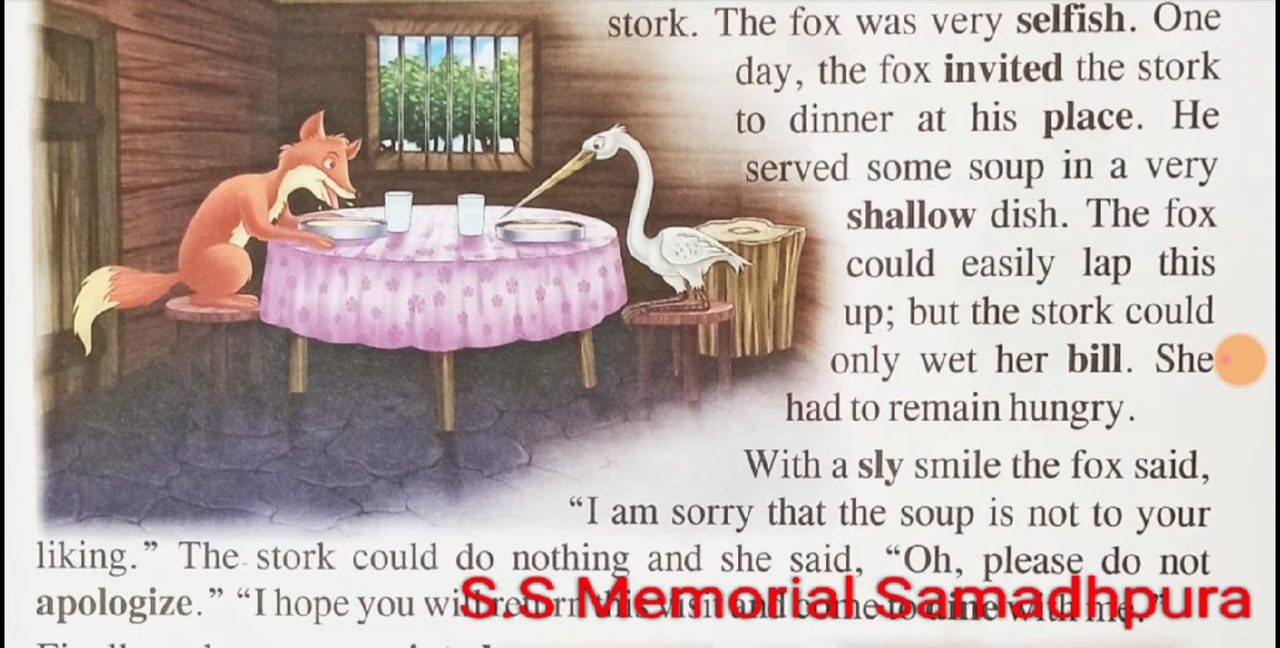 stork. The fox was very selfish. One
day, the fox invited the stork
to dinner at his place. He
served some soup in a very
shallow dish. The fox
could easily lap this
up; but the stork could
only wet her bill. She
had to remain hungry.
With a sly smile the fox said,
“I am sorry that the soup is not to your
liking.” The stork could do nothing and she said, “Oh, please do not
apologize.” “I hope you will return this visit and come to dine with me.”
S.S Memorial Samadhpura